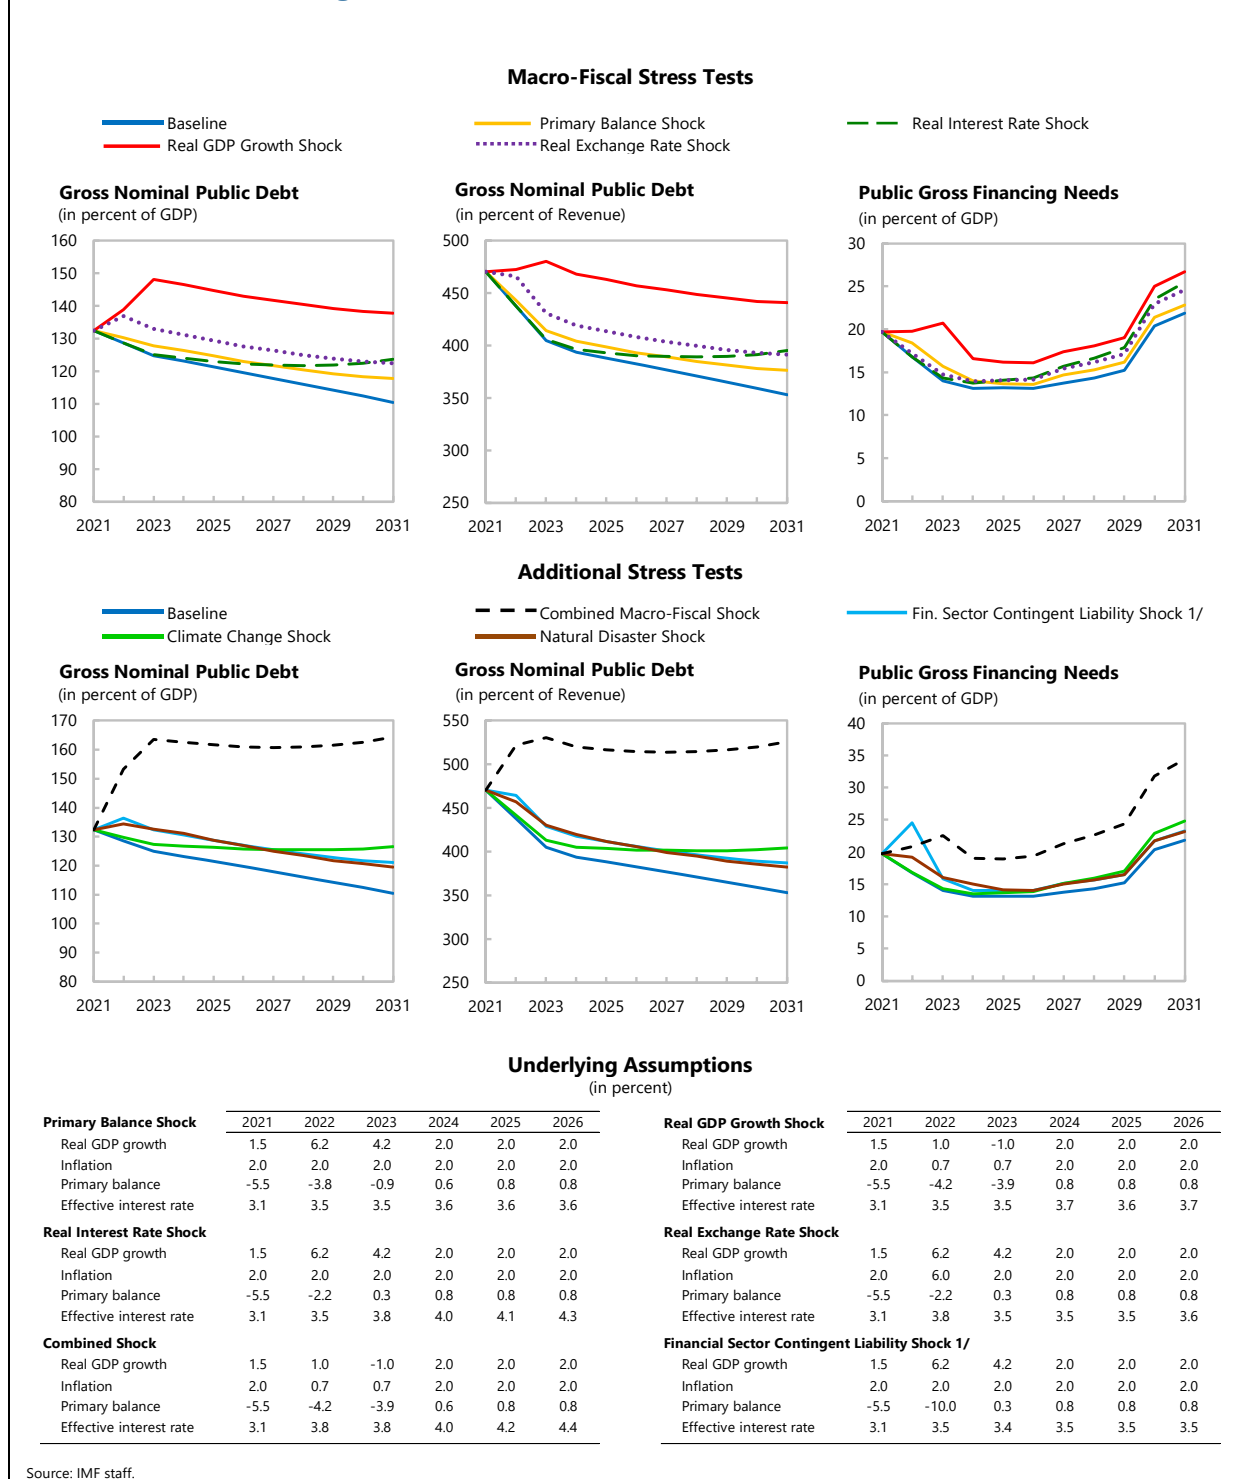 Macro-Fiscal Stress Tests
Baseline
Primary Balance Shock
Real Interest Rate Shock
Real GDP Growth Shock
Real Exchange Rate Shock
Gross Nominal Public Debt
(in percent of GDP)
160
150
140
130
120
110
100
90
80
2021 2023 2025 2027 2029 2031
Gross Nominal Public Debt
(in percent of Revenue)
500
450
400
350
300
250
2021 2023 2025 2027 2029 2031
Public Gross Financing Needs
(in percent of GDP)
30
25
20
15
10
5
0
2021 2023 2025 2027 2029 2031
Additional Stress Tests
Baseline
Combined Macro-Fiscal Shock
Fin. Sector Contingent Liability Shock 1/
Climate Change Shock
Natural Disaster Shock
Gross Nominal Public Debt
(in percent of GDP)
170
160
150
140
130
120
110
100
90
80
2021 2023 2025 2027 2029 2031
Gross Nominal Public Debt
(in percent of Revenue)
550
500
450
400
350
300
250
2021 2023 2025 2027 2029 2031
Public Gross Financing Needs
(in percent of GDP)
40
35
30
25
20
15
10
5
0
2021 2023 2025 2027 2029 2031
Underlying Assumptions
(in percent)
Primary Balance Shock 2021 2022 2023 2024 2025 2026
Real GDP growth 1.5 6.2 4.2 2.0 2.0 2.0
Inflation 2.0 2.0 2.0 2.0 2.0 2.0
Primary balance -5.5 -3.8 -0.9 0.6 0.8 0.8
Effective interest rate 3.1 3.5 3.5 3.6 3.6 3.6
Real Interest Rate Shock
Real GDP growth 1.5 6.2 4.2 2.0 2.0 2.0
Inflation 2.0 2.0 2.0 2.0 2.0 2.0
Primary balance -5.5 -2.2 0.3 0.8 0.8 0.8
Effective interest rate 3.1 3.5 3.8 4.0 4.1 4.3
Combined Shock
Real GDP growth 1.5 1.0 -1.0 2.0 2.0 2.0
Inflation 2.0 0.7 0.7 2.0 2.0 2.0
Primary balance -5.5 -4.2 -3.9 0.6 0.8 0.8
Effective interest rate 3.1 3.8 3.8 4.0 4.2 4.4
Real GDP Growth Shock 2021 2022 2023 2024 2025 2026
Real GDP growth 1.5 1.0 -1.0 2.0 2.0 2.0
Inflation 2.0 0.7 0.7 2.0 2.0 2.0
Primary balance -5.5 -4.2 -3.9 0.8 0.8 0.8
Effective interest rate 3.1 3.5 3.5 3.7 3.6 3.7
Real Exchange Rate Shock
Real GDP growth 1.5 6.2 4.2 2.0 2.0 2.0
Inflation 2.0 6.0 2.0 2.0 2.0 2.0
Primary balance -5.5 -2.2 0.3 0.8 0.8 0.8
Effective interest rate 3.1 3.8 3.5 3.5 3.5 3.6
Financial Sector Contingent Liability Shock 1/
Real GDP growth 1.5 6.2 4.2 2.0 2.0 2.0
Inflation 2.0 2.0 2.0 2.0 2.0 2.0
Primary balance -5.5 -10.0 0.3 0.8 0.8 0.8
Effective interest rate 3.1 3.5 3.4 3.5 3.5 3.5
Source: IMF staff.